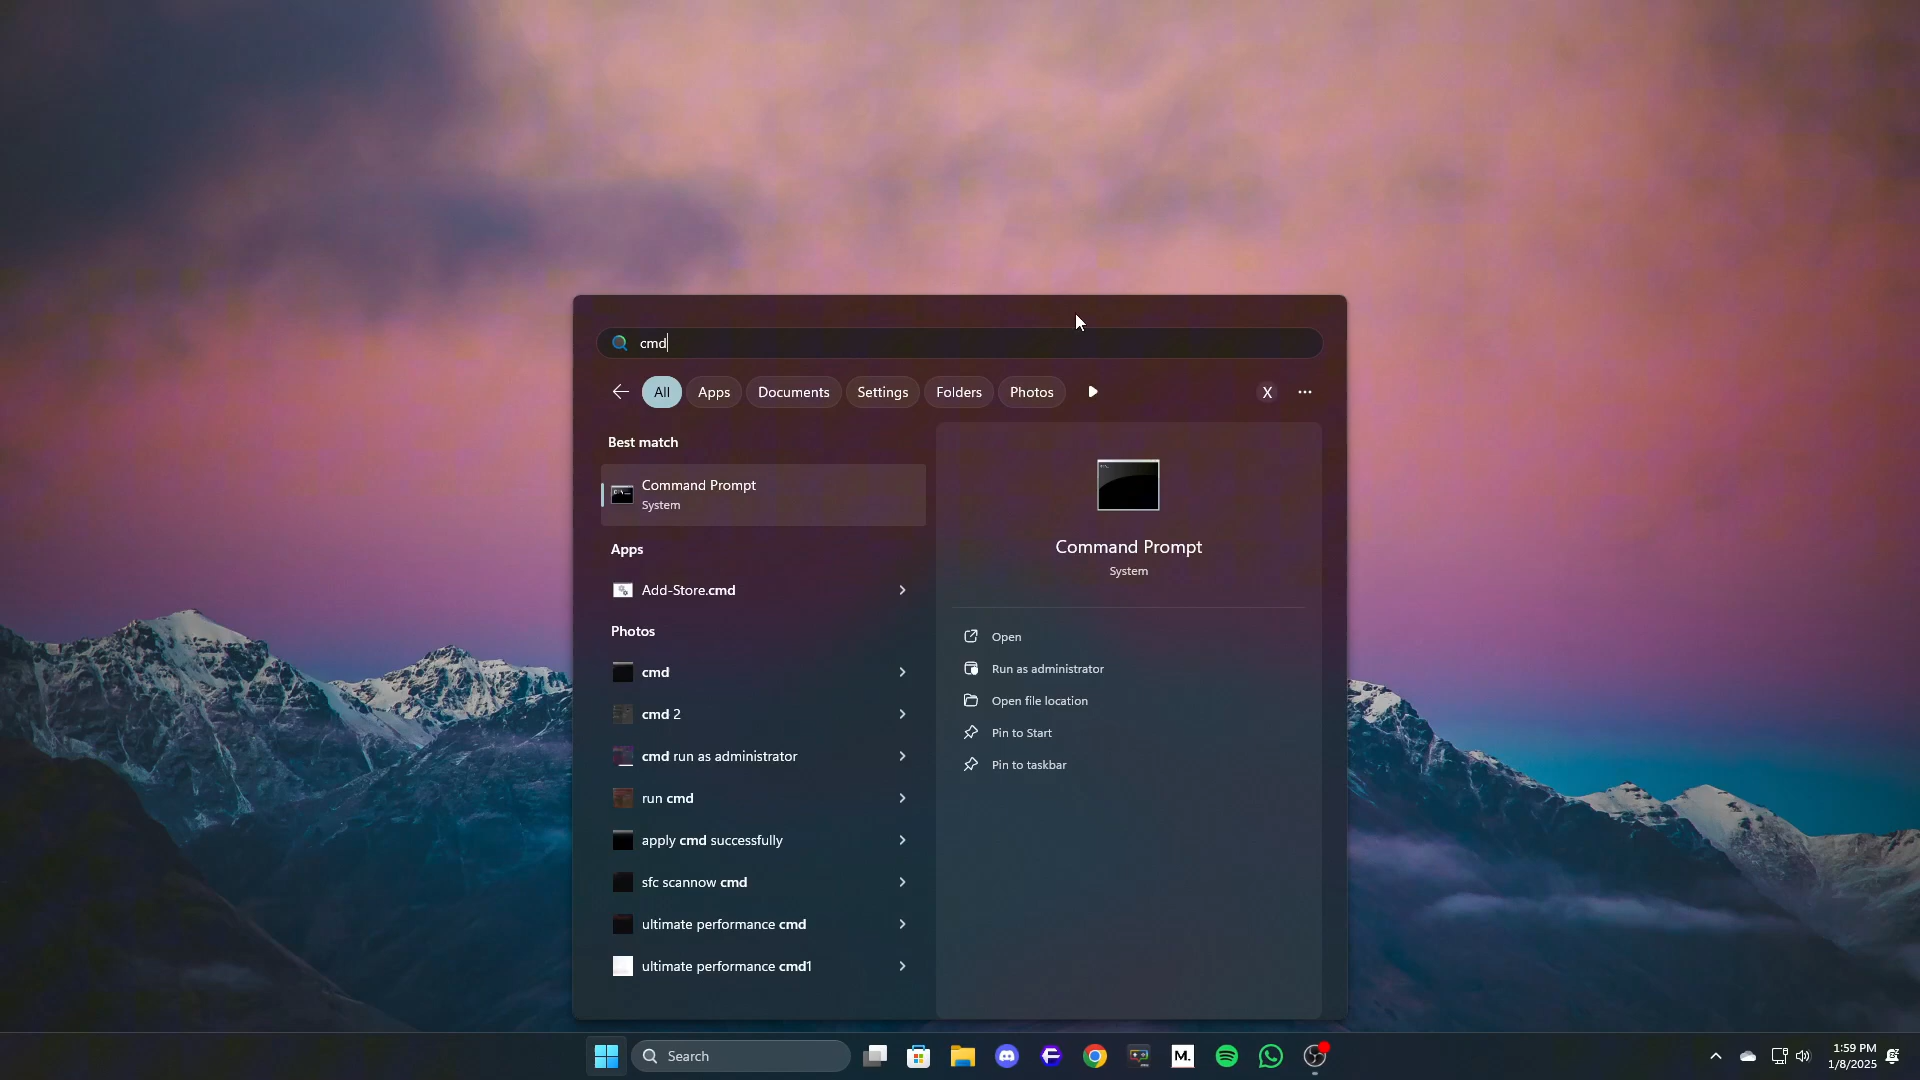 cmd
All Apps Documents Settings Folders Photos X
Best match
Command Prompt
System
Apps
Add-Store.cmd
Photos
cmd
cmd 2
cmd run as administrator
run cmd
apply cmd successfully
sfc scannow cmd
ultimate performance cmd
ultimate performance cmd1
Command Prompt
System
Open
Run as administrator
Open file location
Pin to Start
Pin to taskbar
Search
M.
1:59 PM
1/8/2025